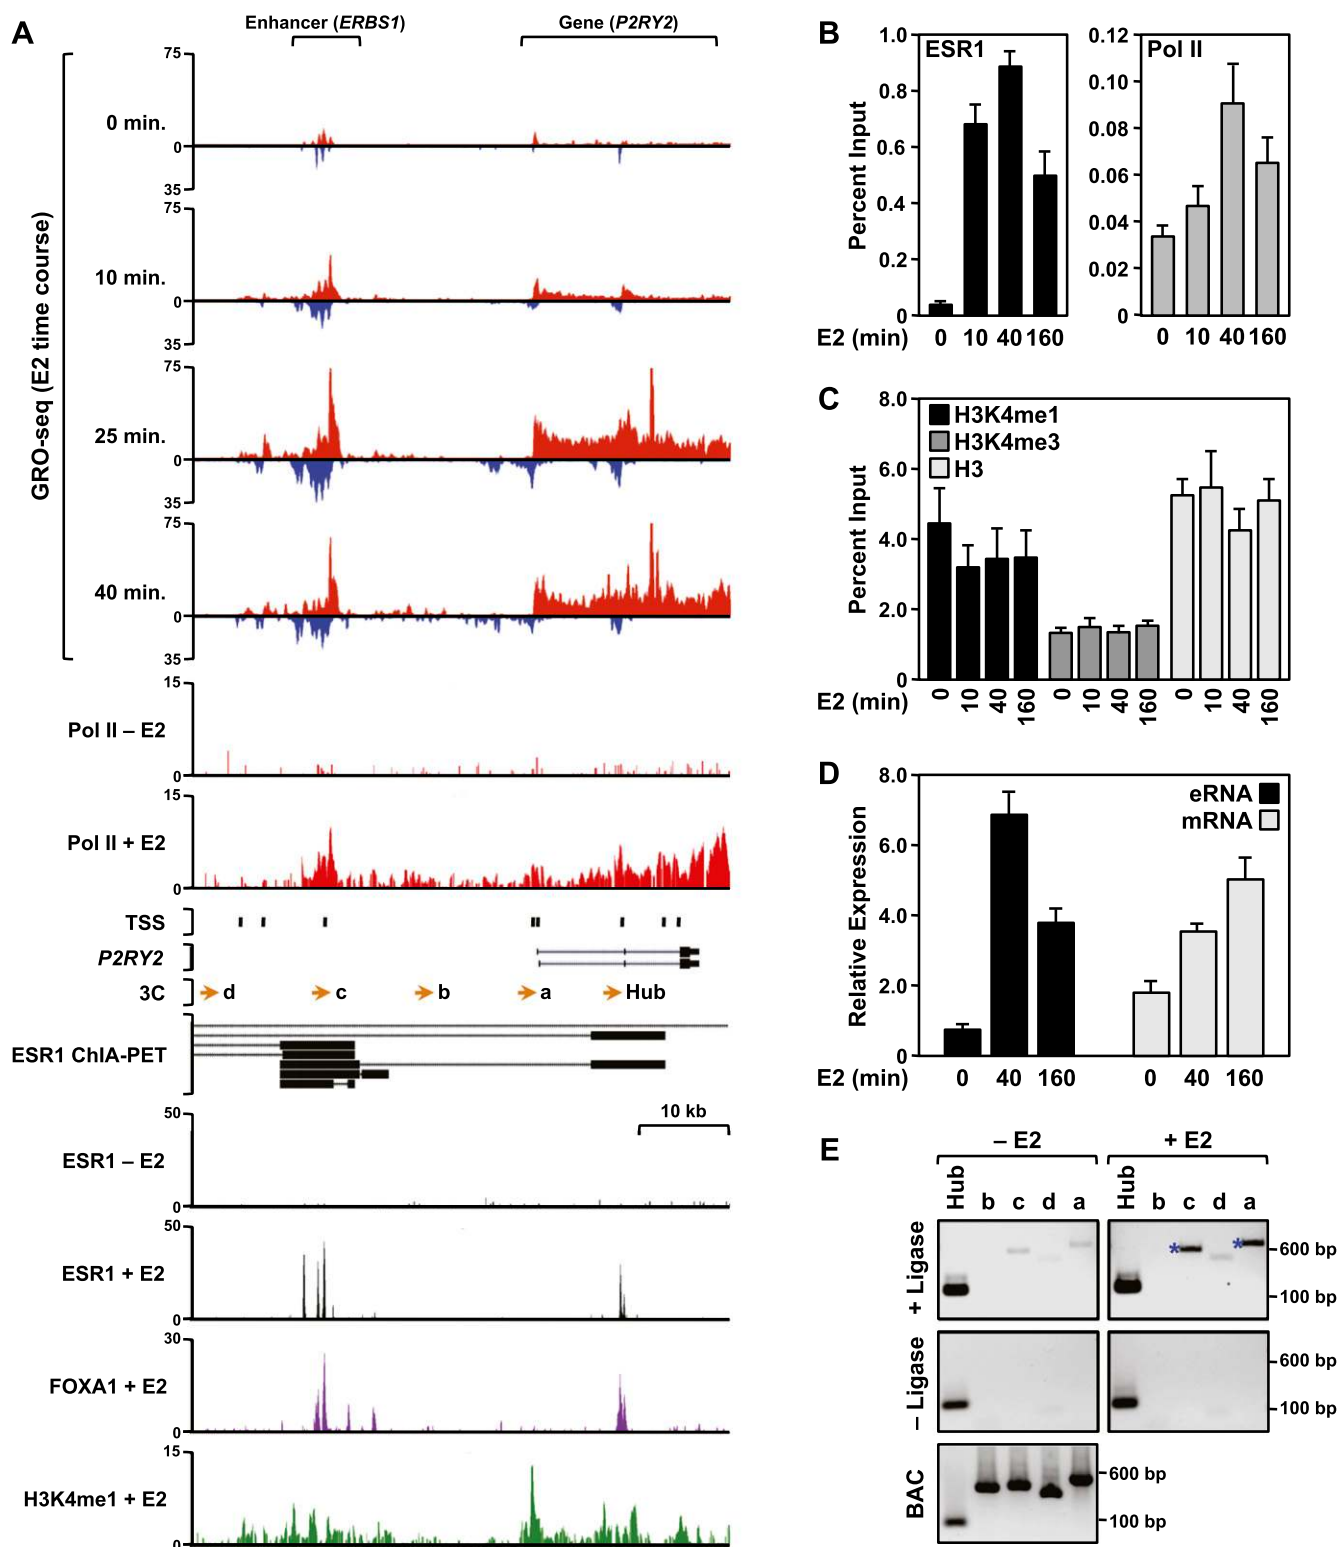 A
Enhancer (ERBS1)
Gene (P2RY2)
GRO-seq (E2 time course)
75
0 min.
0
35
75
10 min.
0
35
75
25 min.
0
35
75
40 min.
0
35
15
Pol II – E2
0
15
Pol II + E2
0
TSS
P2RY2
3C
d c b a Hub
ESR1 ChIA-PET
10 kb
50
ESR1 – E2
0
50
ESR1 + E2
0
30
FOXA1 + E2
0
15
H3K4me1 + E2
0
B
ESR1
Percent Input
1.0
0.8
0.6
0.4
0.2
0
E2 (min) 0 10 40 160
Pol II
0.12
0.10
0.08
0.06
0.04
0.02
0
0 10 40 160
C
Percent Input
8.0
6.0
4.0
2.0
0
H3K4me1
H3K4me3
H3
E2 (min) 0 10 40 160 0 10 40 160 0 10 40 160
D
Relative Expression
8.0
6.0
4.0
2.0
0
eRNA
mRNA
E2 (min) 0 40 160 0 40 160
E
– E2
+ E2
Hub b c d a
Hub b c d a
+ Ligase
* *
600 bp
100 bp
– Ligase
600 bp
100 bp
BAC
600 bp
100 bp